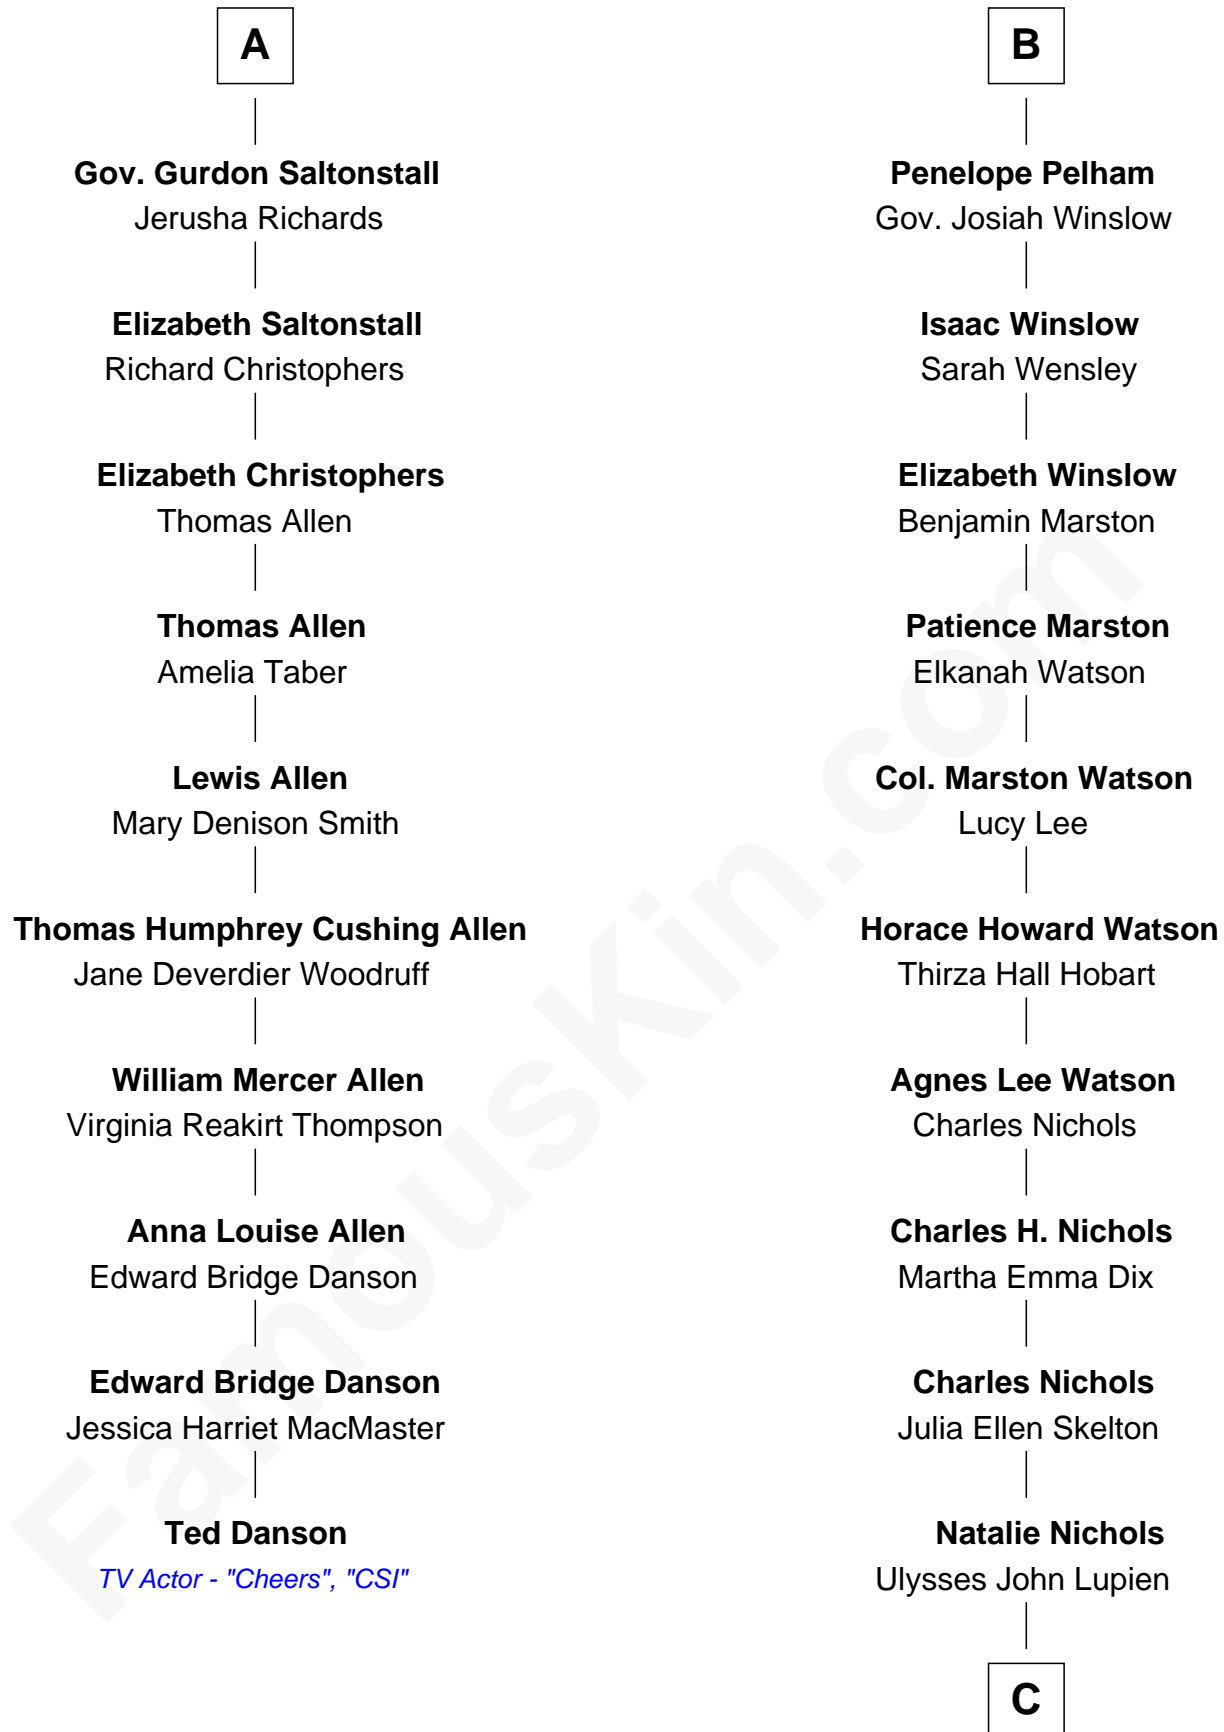 A
Gov. Gurdon Saltonstall
Jerusha Richards
Elizabeth Saltonstall
Richard Christophers
Elizabeth Christophers
Thomas Allen
Thomas Allen
Amelia Taber
Lewis Allen
Mary Denison Smith
Thomas Humphrey Cushing Allen
Jane Deverdier Woodruff
William Mercer Allen
Virginia Reakirt Thompson
Anna Louise Allen
Edward Bridge Danson
Edward Bridge Danson
Jessica Harriet MacMaster
Ted Danson
TV Actor - "Cheers", "CSI"
B
Penelope Pelham
Gov. Josiah Winslow
Isaac Winslow
Sarah Wensley
Elizabeth Winslow
Benjamin Marston
Patience Marston
Elkanah Watson
Col. Marston Watson
Lucy Lee
Horace Howard Watson
Thirza Hall Hobart
Agnes Lee Watson
Charles Nichols
Charles H. Nichols
Martha Emma Dix
Charles Nichols
Julia Ellen Skelton
Natalie Nichols
Ulysses John Lupien
C
FamousKin.com